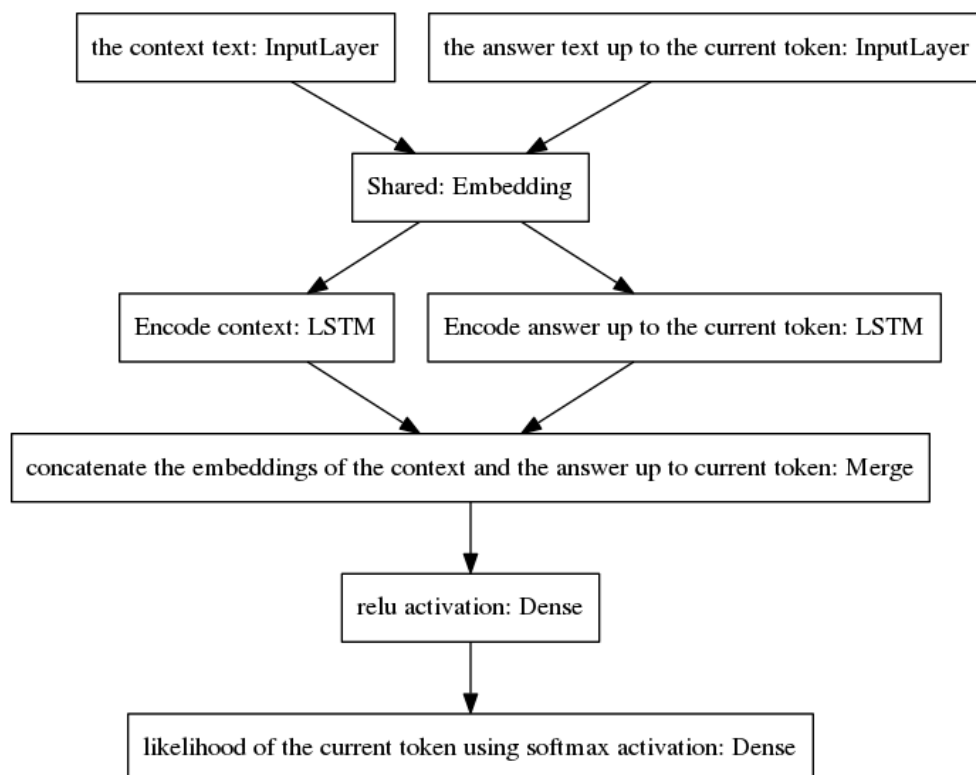 the context text: InputLayer
the answer text up to the current token: InputLayer
Shared: Embedding
Encode context: LSTM
Encode answer up to the current token: LSTM
concatenate the embeddings of the context and the answer up to current token: Merge
relu activation: Dense
likelihood of the current token using softmax activation: Dense